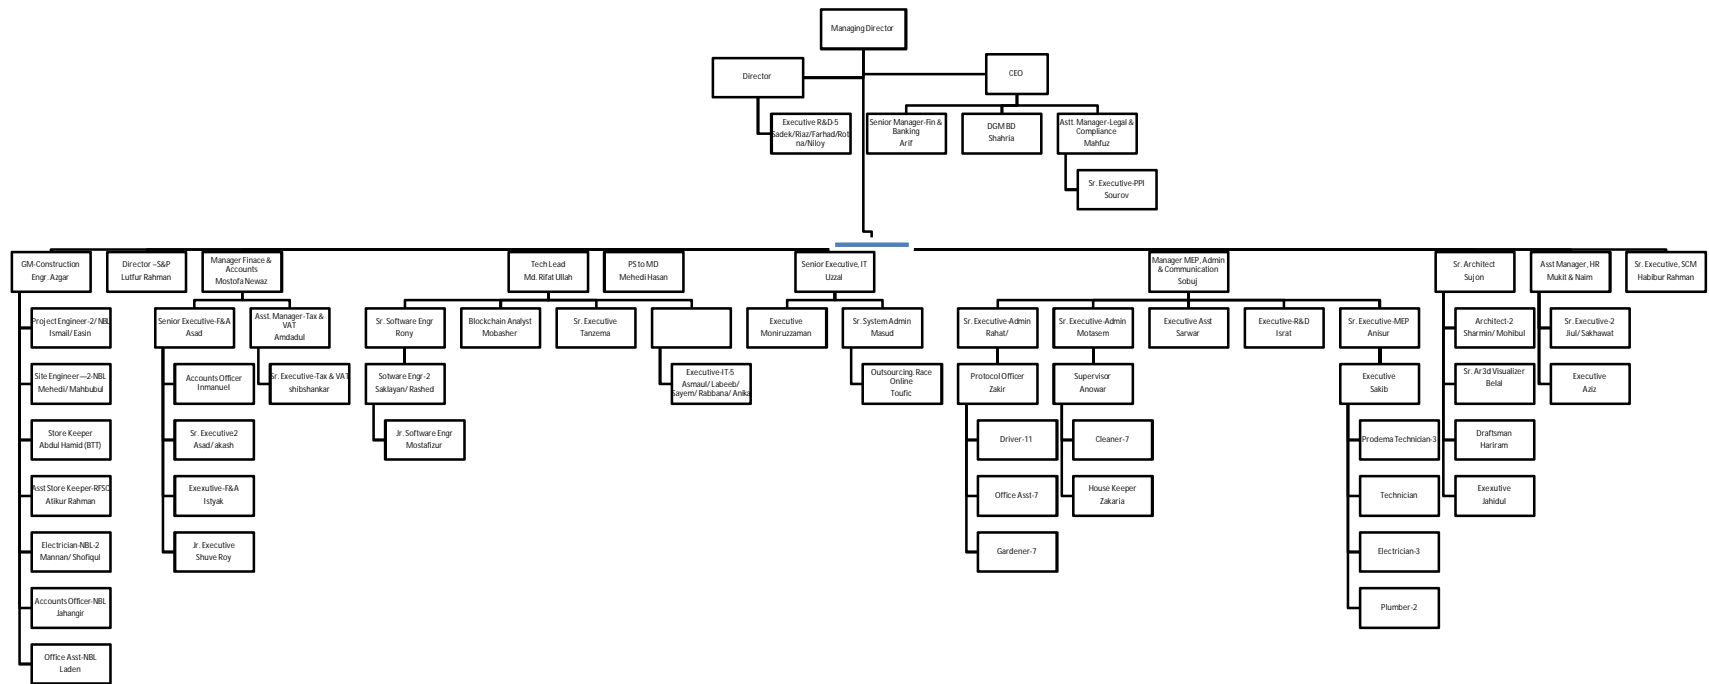 Managing Director
Director
CEO
Executive R&D-5
Sadek/Riaz/Farhad/Rot
na/Niloy
Senior Manager-Fin &
Banking
Arif
DGM BD
Shahria
Astt. Manager-Legal &
Compliance
Mahfuz
Sr. Executive-PPI
Sourov
GM-Construction
Engr. Azgar
Director –S&P
Lutfur Rahman
Manager Finace &
Accounts
Mostofa Newaz
Tech Lead
Md. Rifat Ullah
PS to MD
Mehedi Hasan
Senior Executive, IT
Uzzal
Manager MEP, Admin
& Communication
Sobuj
Sr. Architect
Sujon
Asst Manager, HR
Mukit & Naim
Sr. Executive, SCM
Habibur Rahman
Project Engineer-2/ NBL
Ismail/ Easin
Site Engineer—2-NBL
Mehedi/ Mahbubul
Store Keeper
Abdul Hamid (BTT)
Asst Store Keeper-RFSO
Atikur Rahman
Electrician-NBL-2
Mannan/ Shofiqul
Accounts Officer-NBL
Jahangir
Office Asst-NBL
Laden
Senior Executive-F&A
Asad
Accounts Officer
Inmanuel
Sr. Executive2
Asad/ akash
Exexutive-F&A
Istyak
Jr. Executive
Shuve Roy
Asst. Manager-Tax &
VAT
Amdadul
Sr. Executive-Tax & VAT
shibshankar
Sr. Software Engr
Rony
Sotware Engr-2
Saklayan/ Rashed
Jr. Software Engr
Mostafizur
Blockchain Analyst
Mobasher
Sr. Executive
Tanzema
Executive-IT-5
Asmaul/ Labeeb/
Sayem/ Rabbana/ Anika
Executive
Moniruzzaman
Sr. System Admin
Masud
Outsourcing. Race
Online
Toufic
Sr. Executive-Admin
Rahat/
Protocol Officer
Zakir
Driver-11
Office Asst-7
Gardener-7
Sr. Executive-Admin
Motasem
Supervisor
Anowar
Cleaner-7
House Keeper
Zakaria
Executive Asst
Sarwar
Executive-R&D
Israt
Sr. Executive-MEP
Anisur
Executive
Sakib
Prodema Technician-3
Technician
Electrician-3
Plumber-2
Architect-2
Sharmin/ Mohibul
Sr. Ar3d Visualizer
Belal
Draftsman
Hariram
Exexutive
Jahidul
Sr. Executive-2
Jiul/ Sakhawat
Executive
Aziz